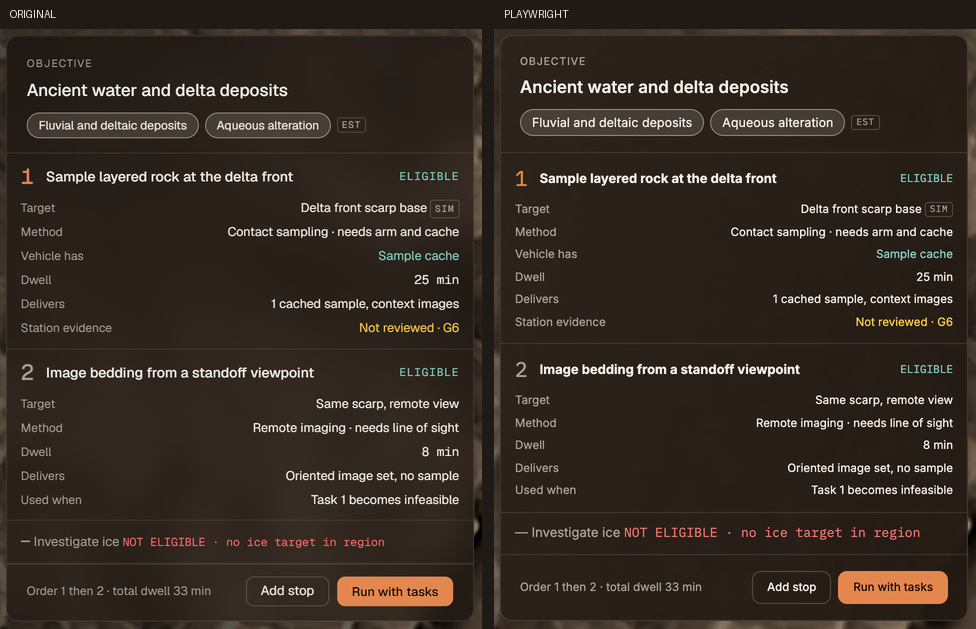 ORIGINAL
OBJECTIVE
Ancient water and delta deposits
Fluvial and deltaic deposits Aqueous alteration EST
1 Sample layered rock at the delta front ELIGIBLE
Target Delta front scarp base SIM
Method Contact sampling · needs arm and cache
Vehicle has Sample cache
Dwell 25 min
Delivers 1 cached sample, context images
Station evidence Not reviewed · G6
2 Image bedding from a standoff viewpoint ELIGIBLE
Target Same scarp, remote view
Method Remote imaging · needs line of sight
Dwell 8 min
Delivers Oriented image set, no sample
Used when Task 1 becomes infeasible
— Investigate ice NOT ELIGIBLE · no ice target in region
Order 1 then 2 · total dwell 33 min Add stop Run with tasks
PLAYWRIGHT
OBJECTIVE
Ancient water and delta deposits
Fluvial and deltaic deposits Aqueous alteration EST
1 Sample layered rock at the delta front ELIGIBLE
Target Delta front scarp base SIM
Method Contact sampling · needs arm and cache
Vehicle has Sample cache
Dwell 25 min
Delivers 1 cached sample, context images
Station evidence Not reviewed · G6
2 Image bedding from a standoff viewpoint ELIGIBLE
Target Same scarp, remote view
Method Remote imaging · needs line of sight
Dwell 8 min
Delivers Oriented image set, no sample
Used when Task 1 becomes infeasible
— Investigate ice NOT ELIGIBLE · no ice target in region
Order 1 then 2 · total dwell 33 min Add stop Run with tasks